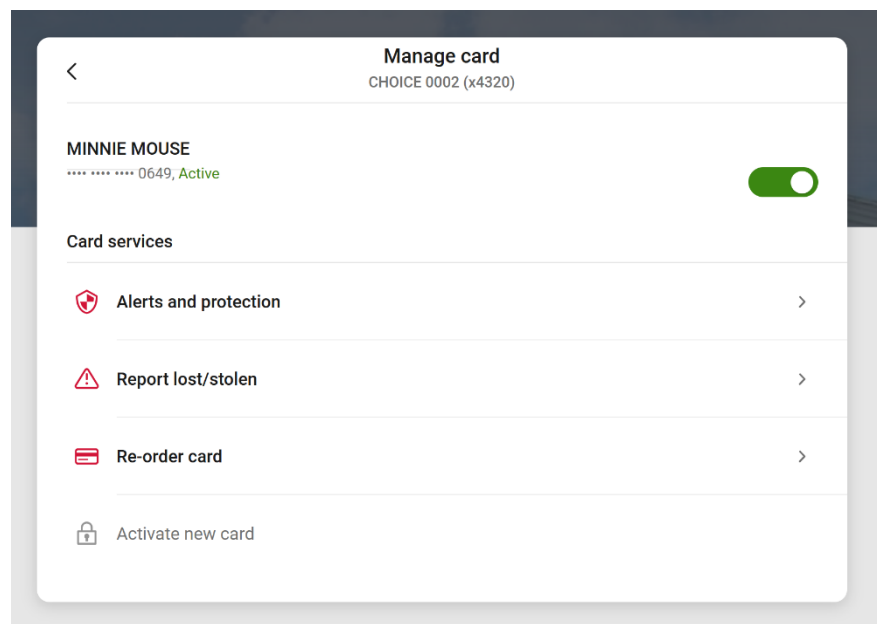 Manage card
CHOICE 0002 (x4320)
MINNIE MOUSE
•••• •••• •••• 0649, Active
Card services
Alerts and protection
Report lost/stolen
Re-order card
Activate new card